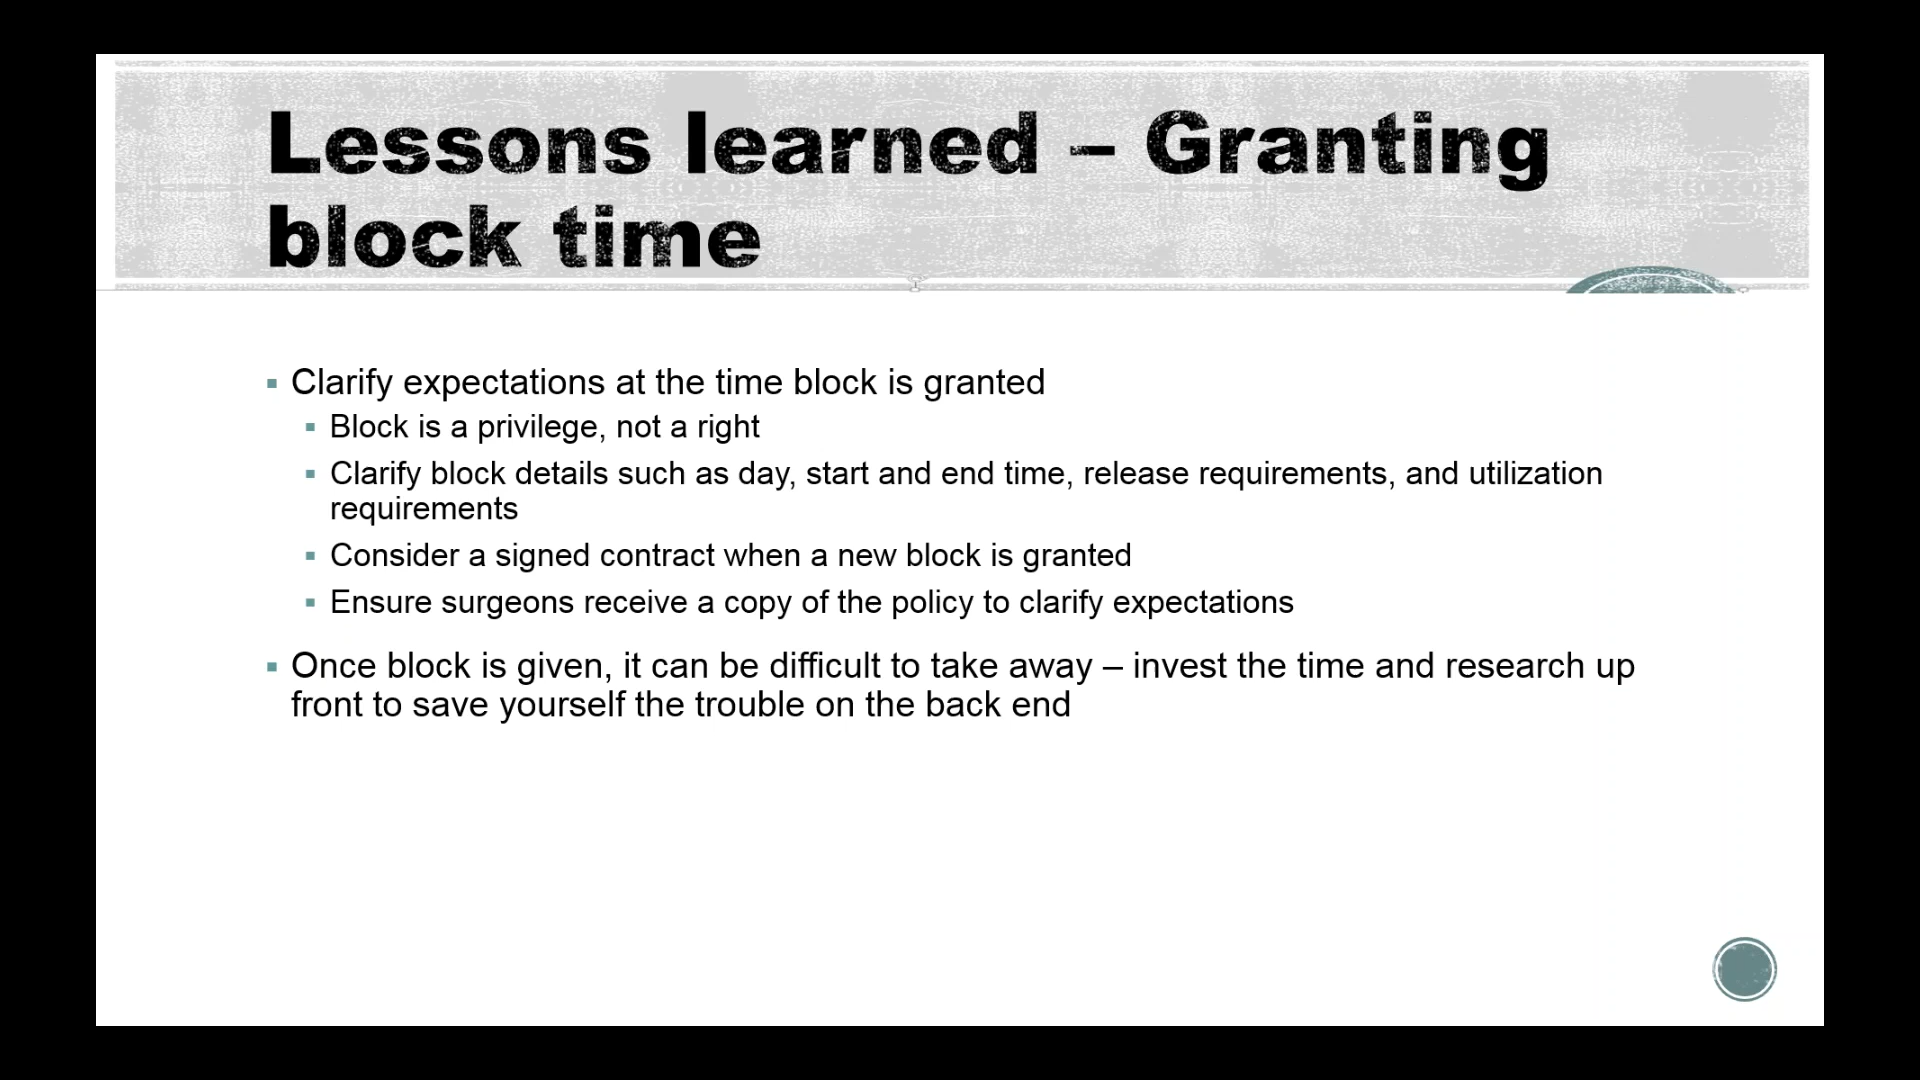 Lessons learned – Granting
block time
▪ Clarify expectations at the time block is granted
▪ Block is a privilege, not a right
▪ Clarify block details such as day, start and end time, release requirements, and utilization
requirements
▪ Consider a signed contract when a new block is granted
▪ Ensure surgeons receive a copy of the policy to clarify expectations
▪ Once block is given, it can be difficult to take away – invest the time and research up
front to save yourself the trouble on the back end